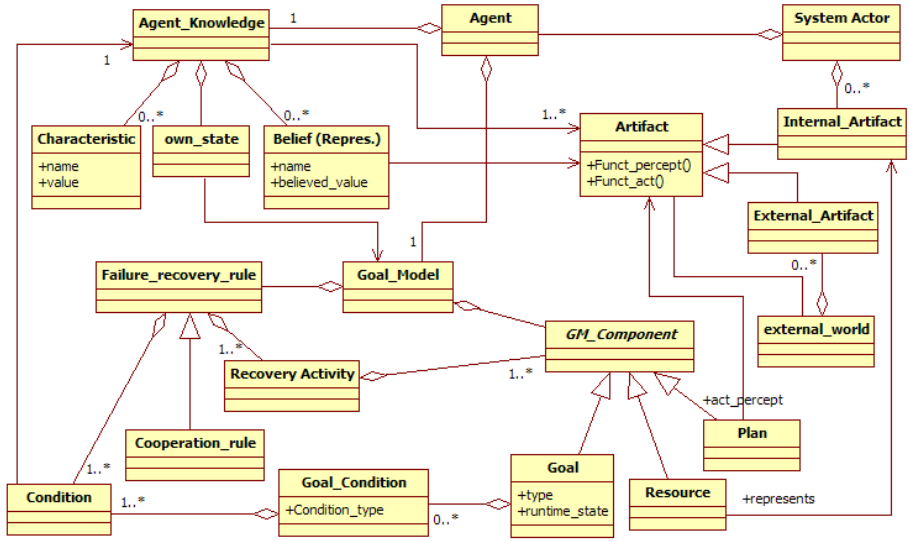 Agent_Knowledge
1
Agent
System Actor
1
0..*
0..*
0..*
1..*
Characteristic
+name
+value
own_state
Belief (Repres.)
+name
+believed_value
Artifact
+Funct_percept()
+Funct_act()
Internal_Artifact
External_Artifact
1
0..*
Failure_recovery_rule
Goal_Model
external_world
GM_Component
1..*
Recovery Activity
1..*
+act_percept
Plan
Cooperation_rule
1..*
Condition
1..*
Goal_Condition
+Condition_type
0..*
Goal
+type
+runtime_state
Resource
+represents